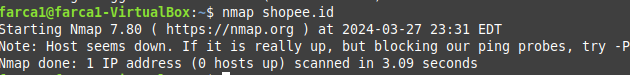 farca1@farca1-VirtualBox:~$ nmap shopee.id
Starting Nmap 7.80 ( https://nmap.org ) at 2024-03-27 23:31 EDT
Note: Host seems down. If it is really up, but blocking our ping probes, try -P
Nmap done: 1 IP address (0 hosts up) scanned in 3.09 seconds